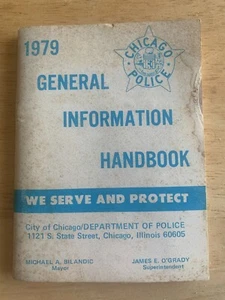 1979
CHICAGO
POLICE
GENERAL
INFORMATION
HANDBOOK
WE SERVE AND PROTECT
City of Chicago/DEPARTMENT OF POLICE
1121 S. State Street, Chicago, Illinois 60605
MICHAEL A. BILANDIC
Mayor
JAMES E. O'GRADY
Superintendent